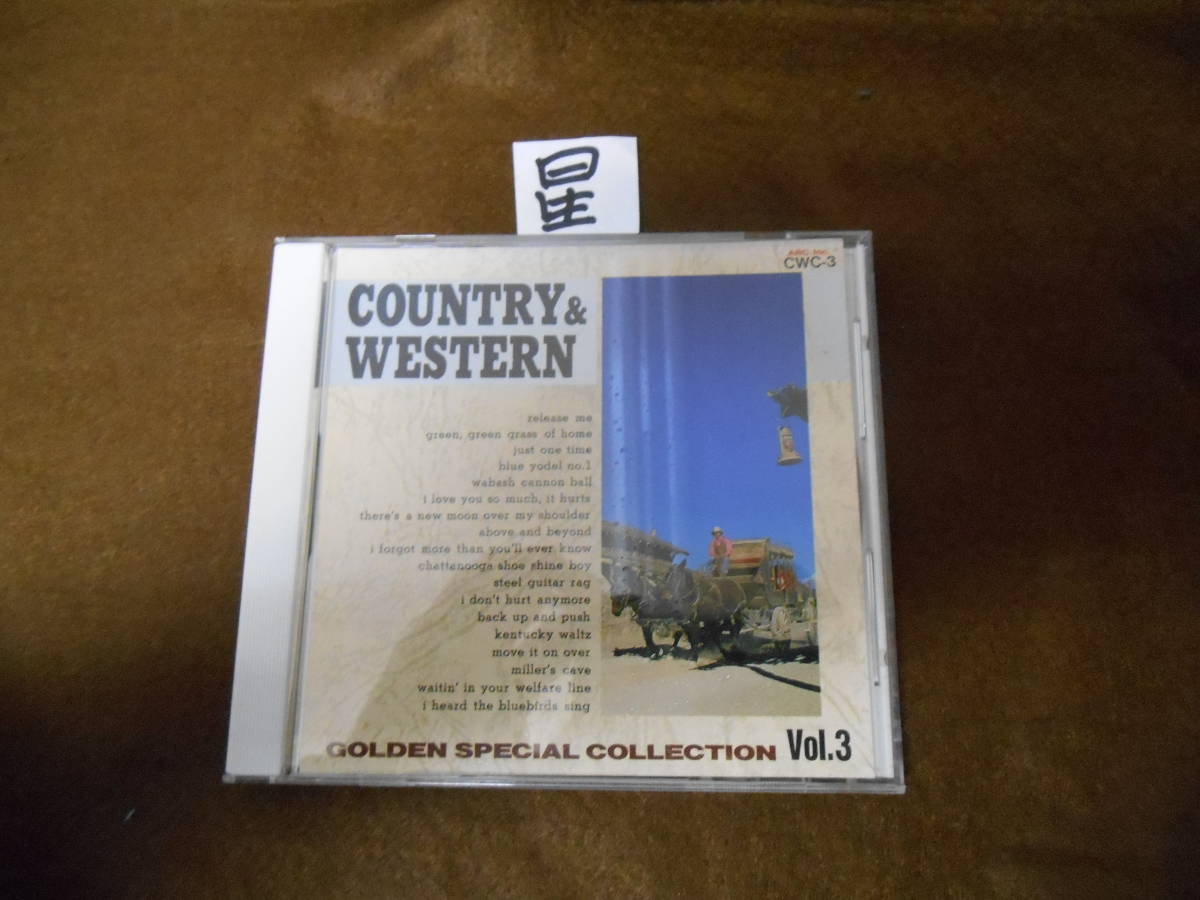 星
ARC Inc.
CWC-3
COUNTRY &
WESTERN
release me
green, green grass of home
just one time
blue yodel no.1
wabash cannon ball
i love you so much, it hurts
there's a new moon over my shoulder
above and beyond
i forgot more than you'll ever know
chattanooga shoe shine boy
steel guitar rag
i don't hurt anymore
back up and push
kentucky waltz
move it on over
miller's cave
waitin' in your welfare line
i heard the bluebirds sing
GOLDEN SPECIAL COLLECTION Vol.3